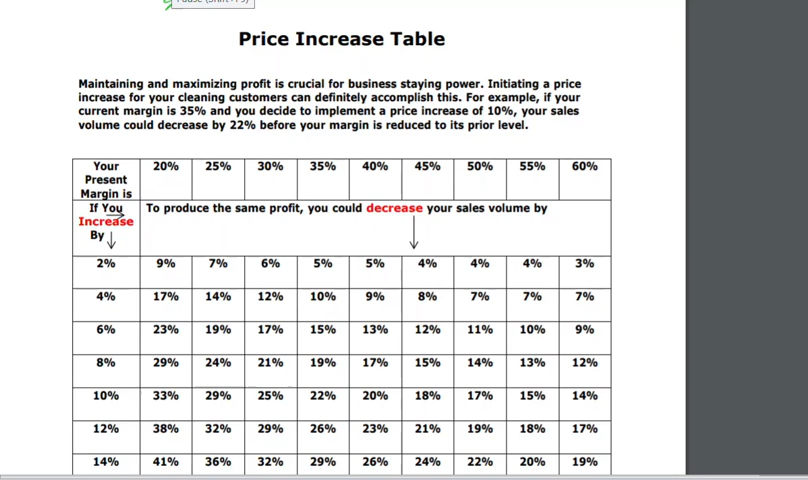 Pause (Shift+F9)
Price Increase Table
Maintaining and maximizing profit is crucial for business staying power. Initiating a price
increase for your cleaning customers can definitely accomplish this. For example, if your
current margin is 35% and you decide to implement a price increase of 10%, your sales
volume could decrease by 22% before your margin is reduced to its prior level.
Your Present Margin is 20% 25% 30% 35% 40% 45% 50% 55% 60%
If You Increase By To produce the same profit, you could decrease your sales volume by
2% 9% 7% 6% 5% 5% 4% 4% 4% 3%
4% 17% 14% 12% 10% 9% 8% 7% 7% 7%
6% 23% 19% 17% 15% 13% 12% 11% 10% 9%
8% 29% 24% 21% 19% 17% 15% 14% 13% 12%
10% 33% 29% 25% 22% 20% 18% 17% 15% 14%
12% 38% 32% 29% 26% 23% 21% 19% 18% 17%
14% 41% 36% 32% 29% 26% 24% 22% 20% 19%